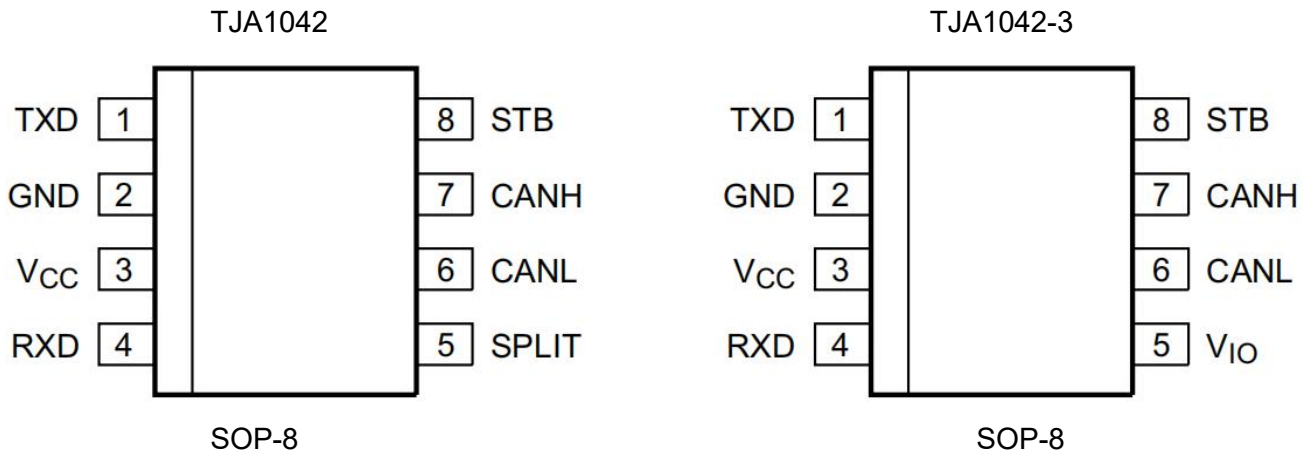 TJA1042
TJA1042-3
TXD 1 8 STB
GND 2 7 CANH
VCC 3 6 CANL
RXD 4 5 SPLIT
SOP-8
TXD 1 8 STB
GND 2 7 CANH
VCC 3 6 CANL
RXD 4 5 VIO
SOP-8